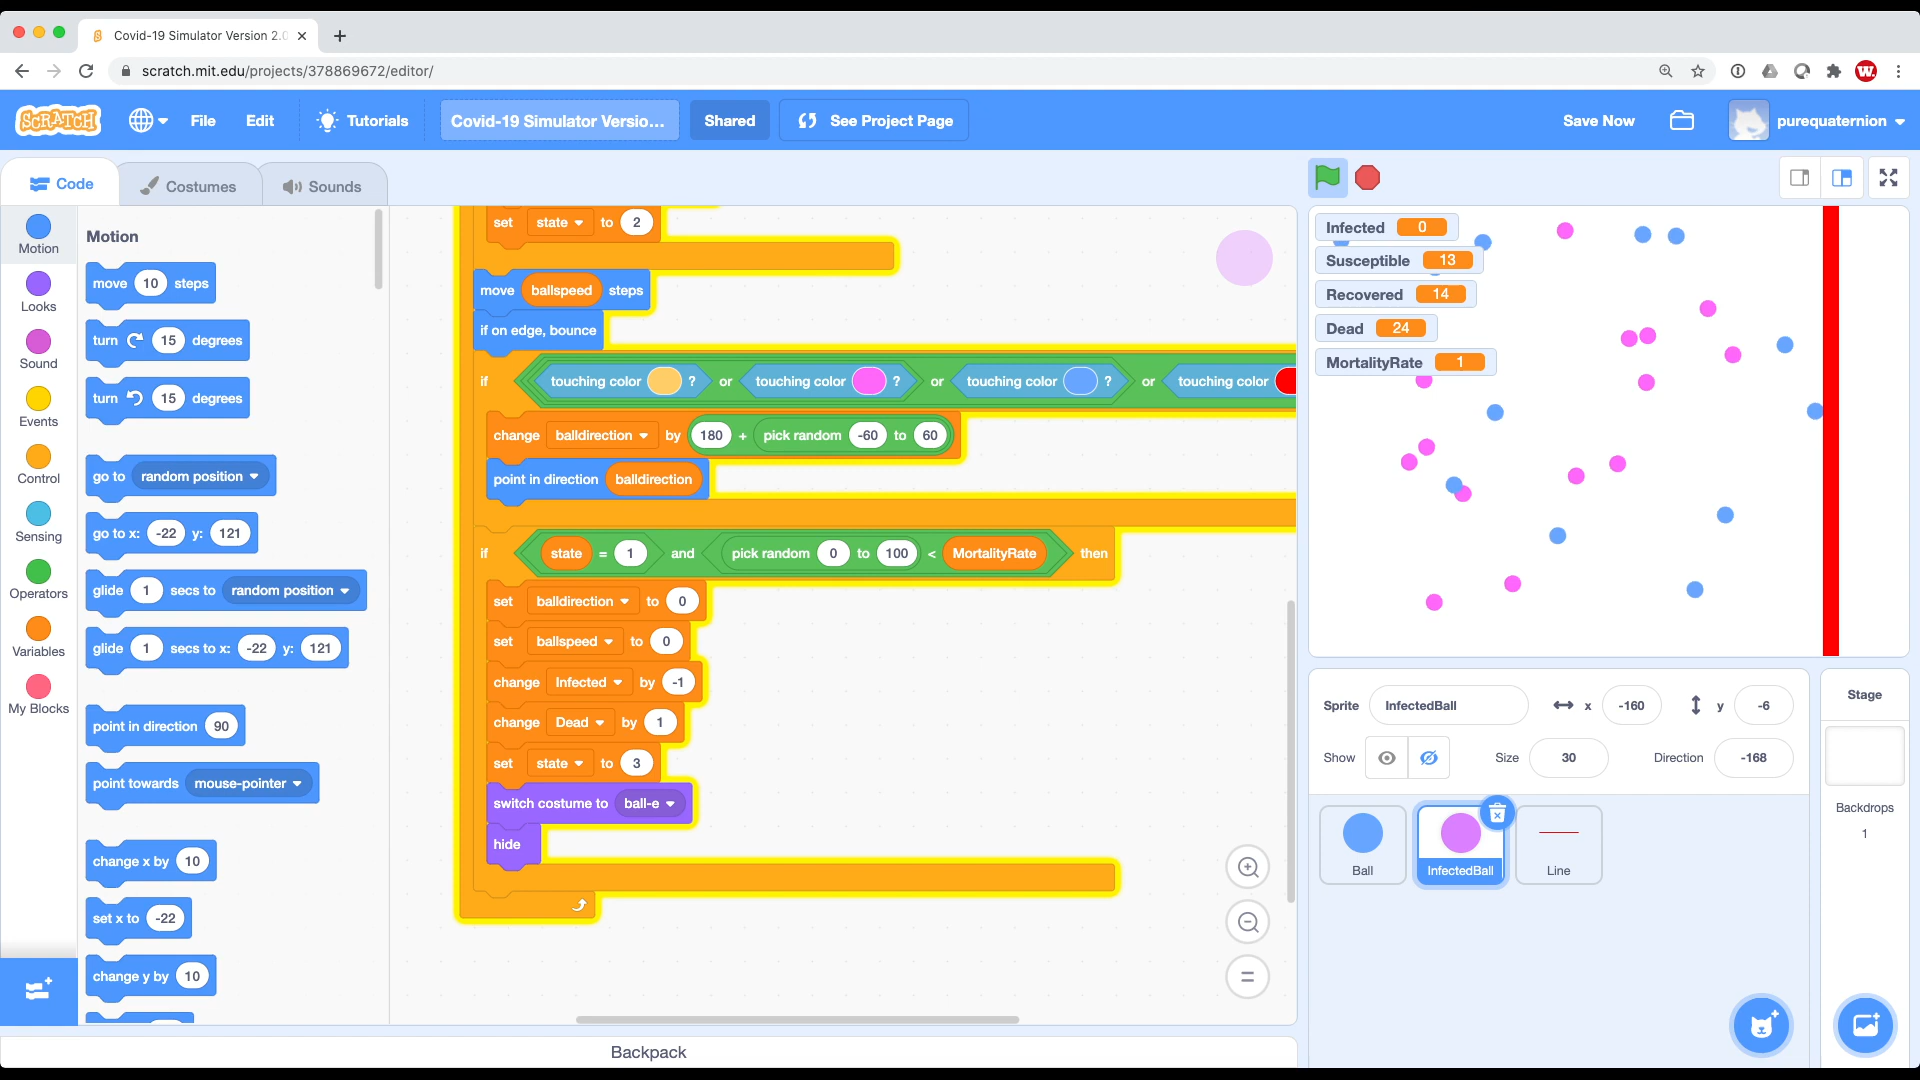 Covid-19 Simulator Version 2.0
scratch.mit.edu/projects/378869672/editor/
W.
SCRATCH
File
Edit
Tutorials
Covid-19 Simulator Versio...
Shared
See Project Page
Save Now
purequaternion
Code
Costumes
Sounds
Motion
Looks
Sound
Events
Control
Sensing
Operators
Variables
My Blocks
Motion
move 10 steps
turn 15 degrees
turn 15 degrees
go to random position
go to x: -22 y: 121
glide 1 secs to random position
glide 1 secs to x: -22 y: 121
point in direction 90
point towards mouse-pointer
change x by 10
set x to -22
change y by 10
set state to 2
move ballspeed steps
if on edge, bounce
if touching color ? or touching color ? or touching color ? or touching color
change balldirection by 180 + pick random -60 to 60
point in direction balldirection
if state = 1 and pick random 0 to 100 < MortalityRate then
set balldirection to 0
set ballspeed to 0
change Infected by -1
change Dead by 1
set state to 3
switch costume to ball-e
hide
Backpack
Infected 0
Susceptible 13
Recovered 14
Dead 24
MortalityRate 1
Sprite InfectedBall x -160 y -6
Show Size 30 Direction -168
Ball
InfectedBall
Line
Stage
Backdrops
1